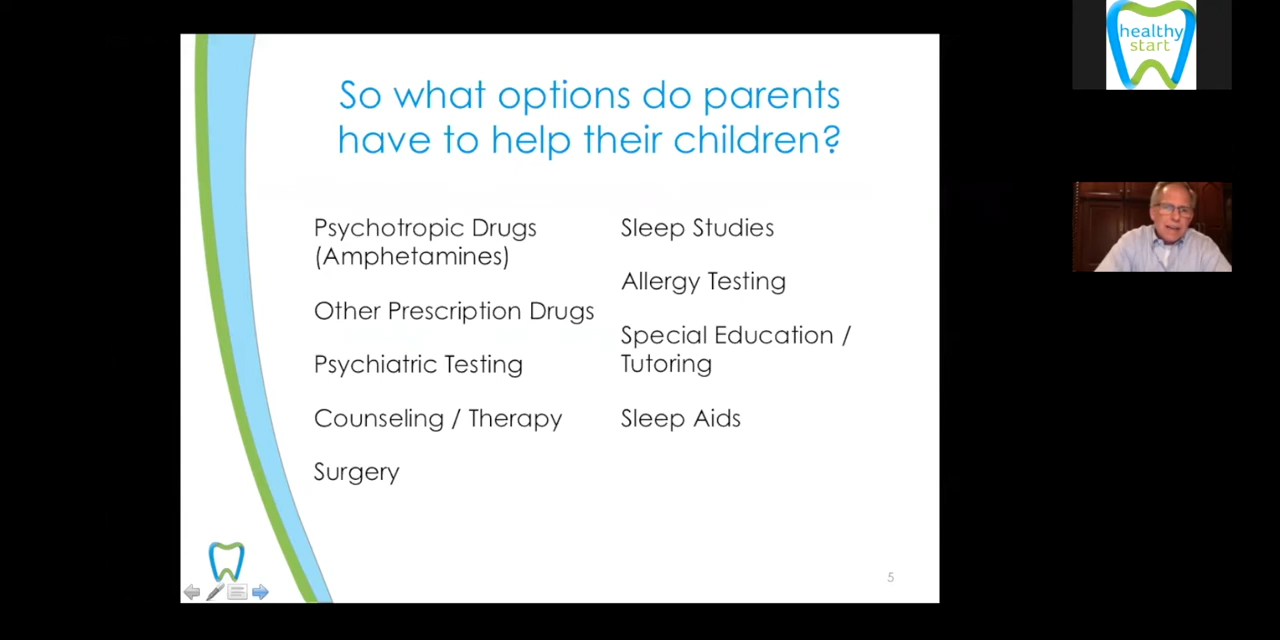 So what options do parents
have to help their children?
Psychotropic Drugs
(Amphetamines)
Other Prescription Drugs
Psychiatric Testing
Counseling / Therapy
Surgery
Sleep Studies
Allergy Testing
Special Education /
Tutoring
Sleep Aids
5
healthy
start